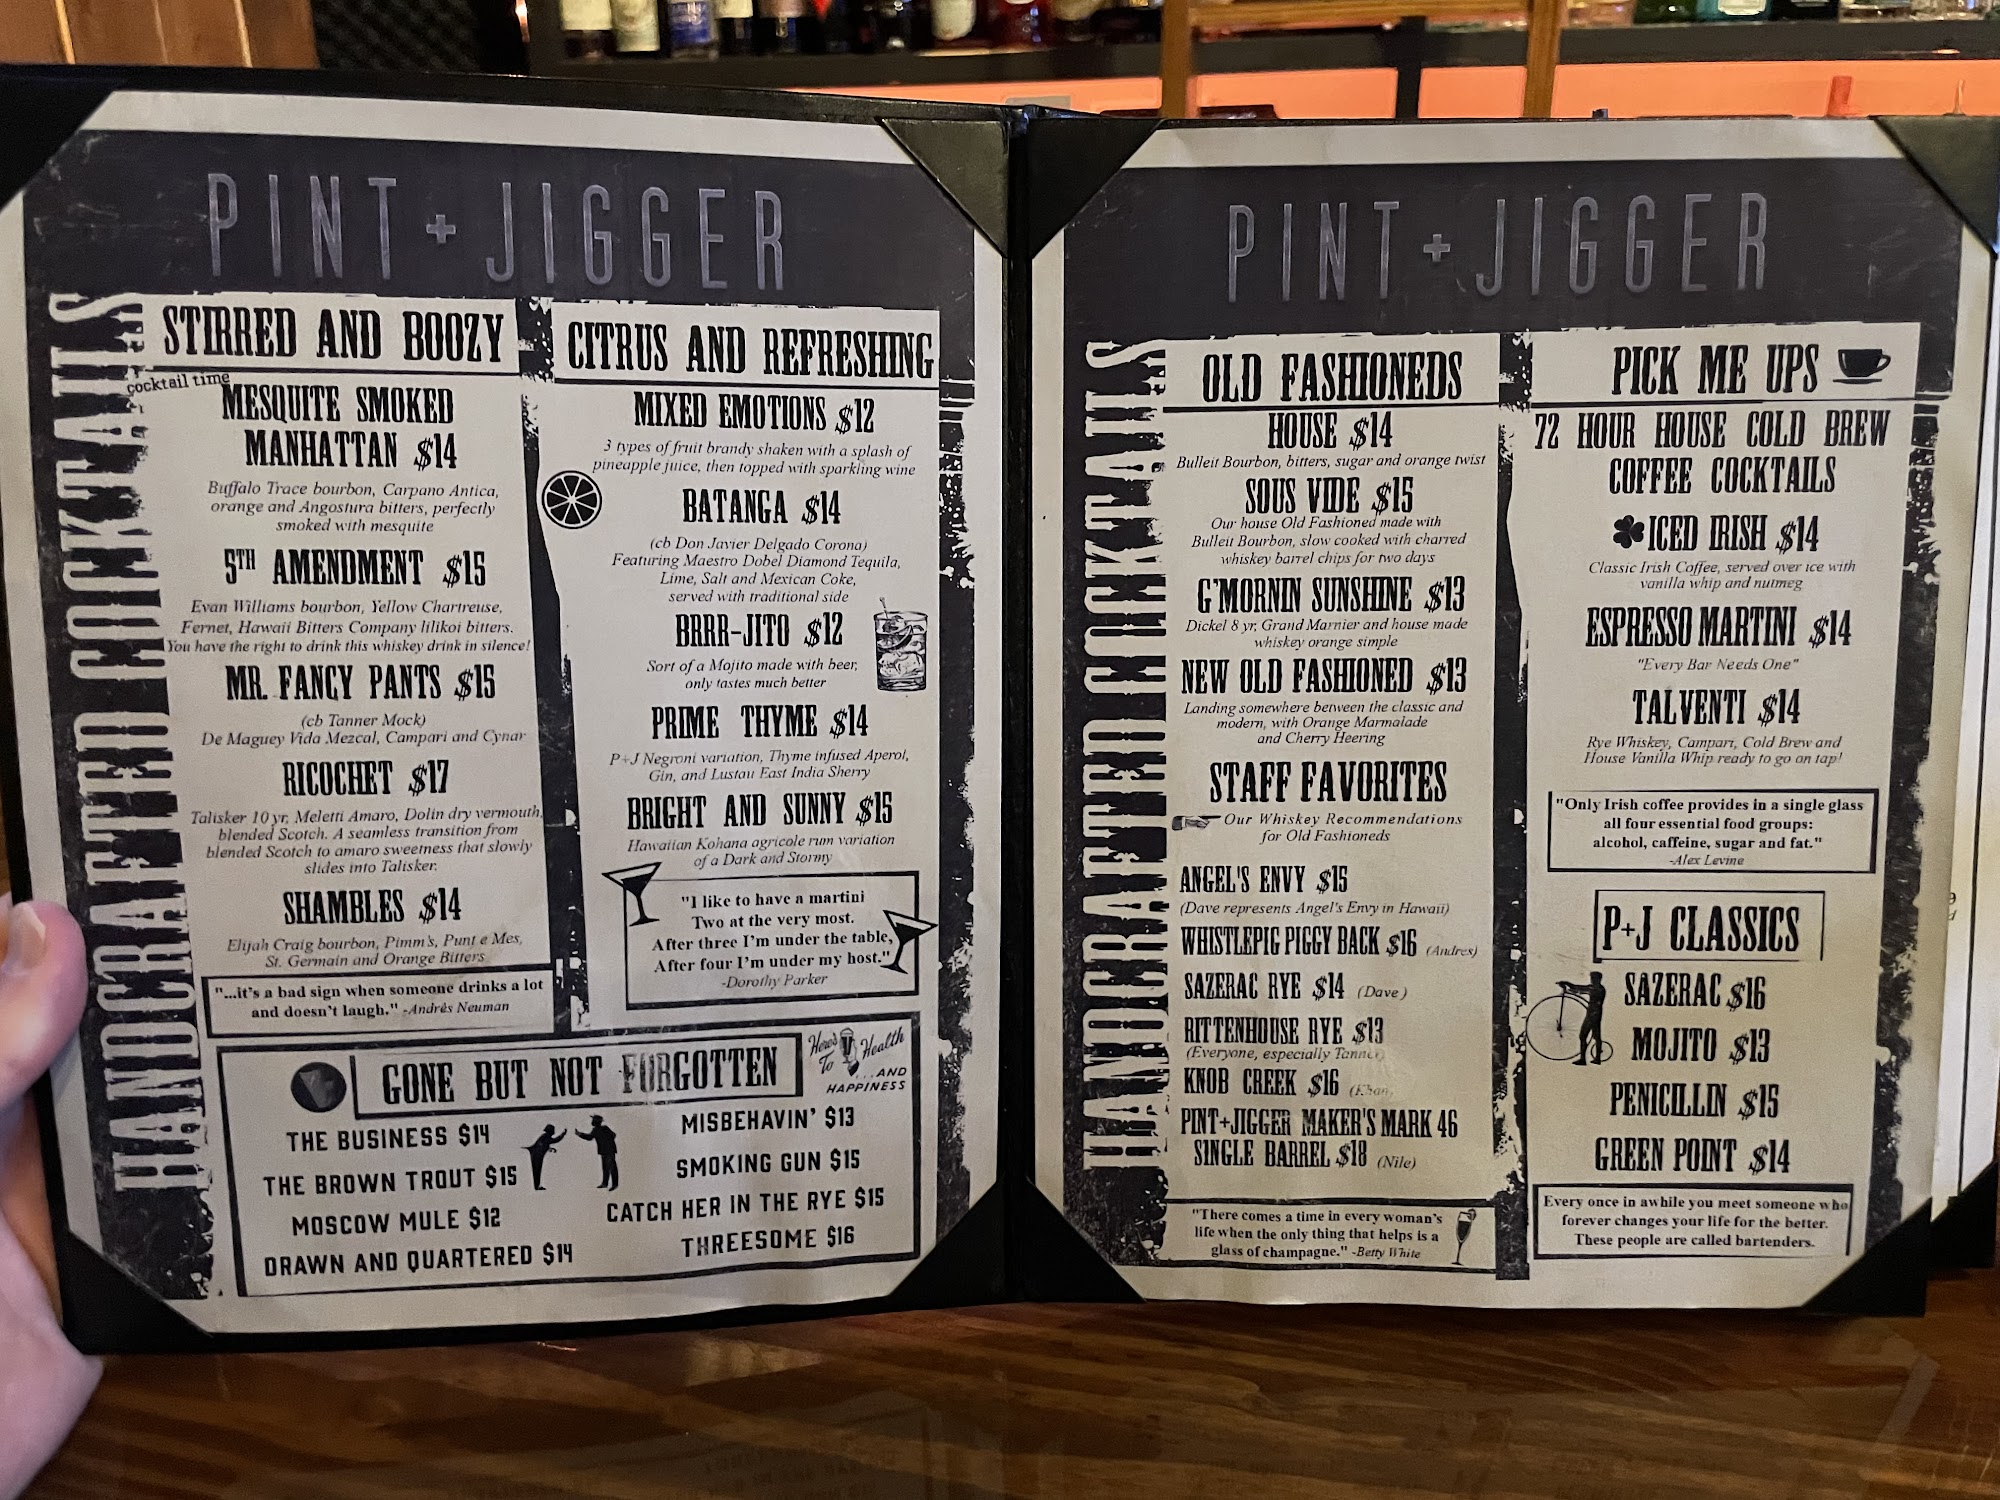 PINT + JIGGER
HANDCRAFTED COCKTAILS
STIRRED AND BOOZY
cocktail time
MESQUITE SMOKED
MANHATTAN $14
Buffalo Trace bourbon, Carpano Antica,
orange and Angostura bitters, perfectly
smoked with mesquite
5TH AMENDMENT $15
Evan Williams bourbon, Yellow Chartreuse,
Fernet, Hawaii Bitters Company lilikoi bitters.
You have the right to drink this whiskey drink in silence!
MR. FANCY PANTS $15
(cb Tanner Mock)
De Maguey Vida Mezcal, Campari and Cynar
RICOCHET $17
Talisker 10 yr, Meletti Amaro, Dolin dry vermouth,
blended Scotch. A seamless transition from
blended Scotch to amaro sweetness that slowly
slides into Talisker.
SHAMBLES $14
Elijah Craig bourbon, Pimm's, Punt e Mes,
St. Germain and Orange Bitters
"...it's a bad sign when someone drinks a lot
and doesn't laugh." -Andrès Neuman
CITRUS AND REFRESHING
MIXED EMOTIONS $12
3 types of fruit brandy shaken with a splash of
pineapple juice, then topped with sparkling wine
BATANGA $14
(cb Don Javier Delgado Corona)
Featuring Maestro Dobel Diamond Tequila,
Lime, Salt and Mexican Coke,
served with traditional side
BRRR-JITO $12
Sort of a Mojito made with beer,
only tastes much better
PRIME THYME $14
P+J Negroni variation, Thyme infused Aperol,
Gin, and Lustau East India Sherry
BRIGHT AND SUNNY $15
Hawaiian Kohana agricole rum variation
of a Dark and Stormy
"I like to have a martini
Two at the very most.
After three I'm under the table,
After four I'm under my host."
-Dorothy Parker
GONE BUT NOT FORGOTTEN
Here's To Health
...AND
HAPPINESS
THE BUSINESS $14
THE BROWN TROUT $15
MOSCOW MULE $12
DRAWN AND QUARTERED $14
MISBEHAVIN' $13
SMOKING GUN $15
CATCH HER IN THE RYE $15
THREESOME $16
PINT + JIGGER
HANDCRAFTED COCKTAILS
OLD FASHIONEDS
HOUSE $14
Bulleit Bourbon, bitters, sugar and orange twist
SOUS VIDE $15
Our house Old Fashioned made with
Bulleit Bourbon, slow cooked with charred
whiskey barrel chips for two days
G'MORNIN SUNSHINE $13
Dickel 8 yr, Grand Marnier and house made
whiskey orange simple
NEW OLD FASHIONED $13
Landing somewhere between the classic and
modern, with Orange Marmalade
and Cherry Heering
STAFF FAVORITES
Our Whiskey Recommendations
for Old Fashioneds
ANGEL'S ENVY $15
(Dave represents Angel's Envy in Hawaii)
WHISTLEPIG PIGGY BACK $16 (Andres)
SAZERAC RYE $14 (Dave)
RITTENHOUSE RYE $13
(Everyone, especially Tanner)
KNOB CREEK $16
PINT+JIGGER MAKER'S MARK 46
SINGLE BARREL $18 (Nile)
"There comes a time in every woman's
life when the only thing that helps is a
glass of champagne." -Betty White
PICK ME UPS
72 HOUR HOUSE COLD BREW
COFFEE COCKTAILS
ICED IRISH $14
Classic Irish Coffee, served over ice with
vanilla whip and nutmeg
ESPRESSO MARTINI $14
"Every Bar Needs One"
TALVENTI $14
Rye Whiskey, Campari, Cold Brew and
House Vanilla Whip ready to go on tap!
"Only Irish coffee provides in a single glass
all four essential food groups:
alcohol, caffeine, sugar and fat."
-Alex Levine
P+J CLASSICS
SAZERAC $16
MOJITO $13
PENICILLIN $15
GREEN POINT $14
Every once in awhile you meet someone who
forever changes your life for the better.
These people are called bartenders.